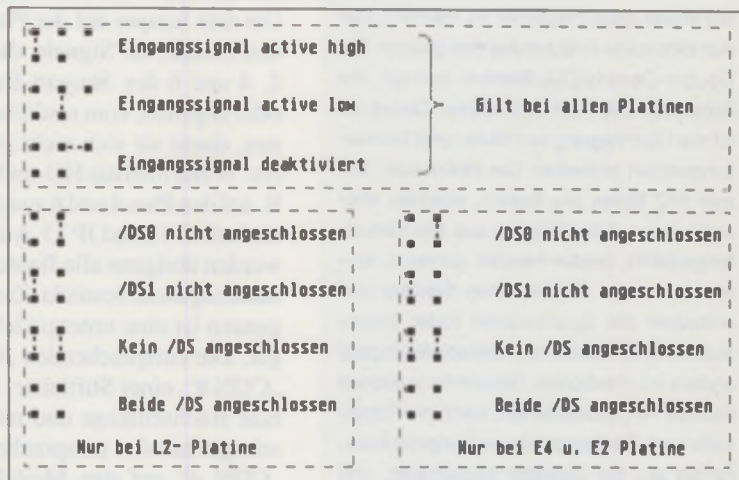 Eingangssignal active high
Eingangssignal active low
Gilt bei allen Platinen
Eingangssignal deaktiviert
/DS0 nicht angeschlossen
/DS1 nicht angeschlossen
Kein /DS angeschlossen
Beide /DS angeschlossen
Nur bei L2- Platine
/DS0 nicht angeschlossen
/DS1 nicht angeschlossen
Kein /DS angeschlossen
Beide /DS angeschlossen
Nur bei E4 u. E2 Platine